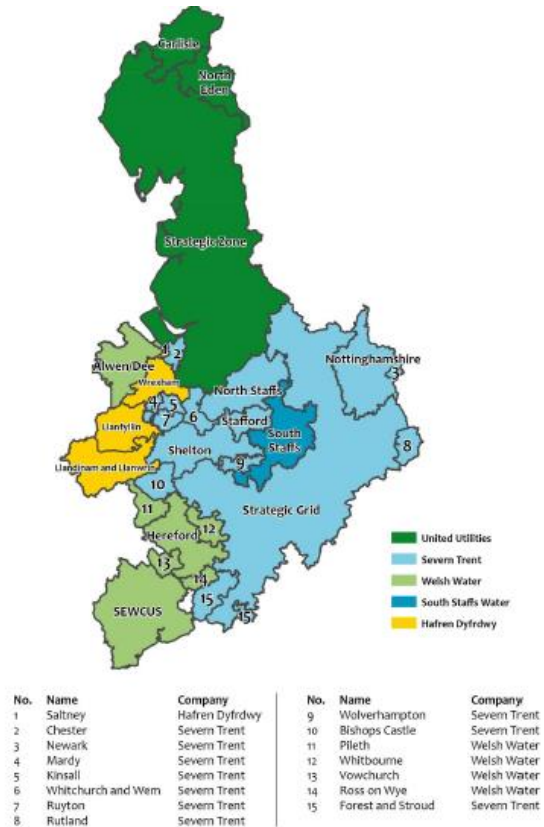 Carlisle
North
Eden
Strategic Zone
Alwen Dee
1
2
Wrexham
Nottinghamshire
3
North Staffs
4
5
Llanfyllin
7
6
Stafford
South
Staffs
8
Shelton
9
Llandinam and Llanwrin
10
Strategic Grid
11
Hereford
12
13
14
SEWCUS
15
15
United Utilities
Severn Trent
Welsh Water
South Staffs Water
Hafren Dyfrdwy
No. Name Company
1 Saltney Hafren Dyfrdwy
2 Chester Severn Trent
3 Newark Severn Trent
4 Mardy Severn Trent
5 Kinsall Severn Trent
6 Whitchurch and Wem Severn Trent
7 Ruyton Severn Trent
8 Rutland Severn Trent
No. Name Company
9 Wolverhampton Severn Trent
10 Bishops Castle Severn Trent
11 Pilleth Welsh Water
12 Whitbourne Welsh Water
13 Vowchurch Welsh Water
14 Ross on Wye Welsh Water
15 Forest and Stroud Severn Trent